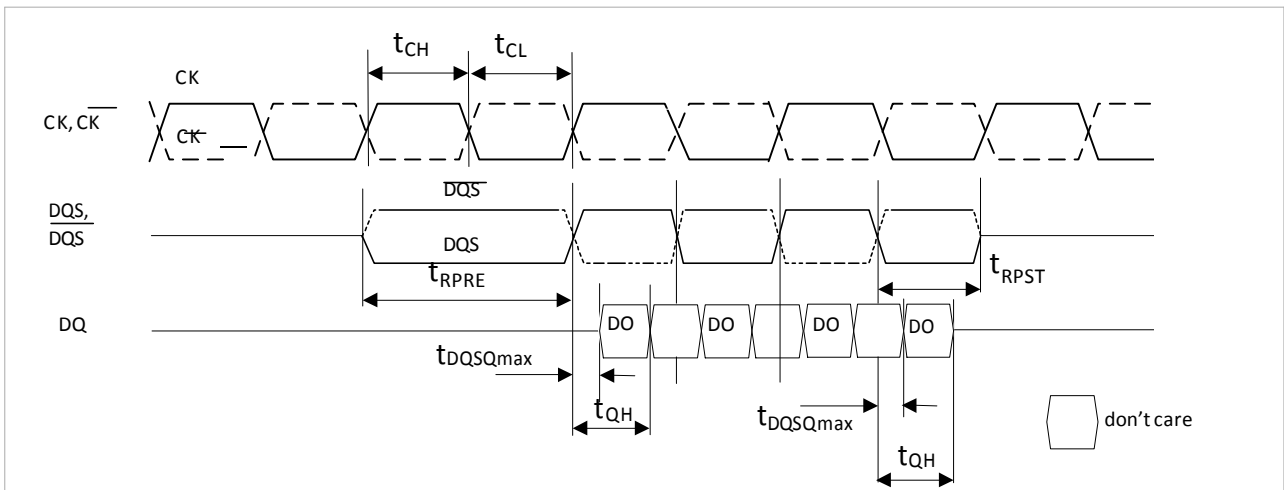 tCH
tCL
CK
CK, CK
CK
DQS
DQS,
DQS
DQS
tRPRE
tRPST
DQ
DO
DO
DO
DO
tDQSQmax
tQH
tDQSQmax
don't care
tQH